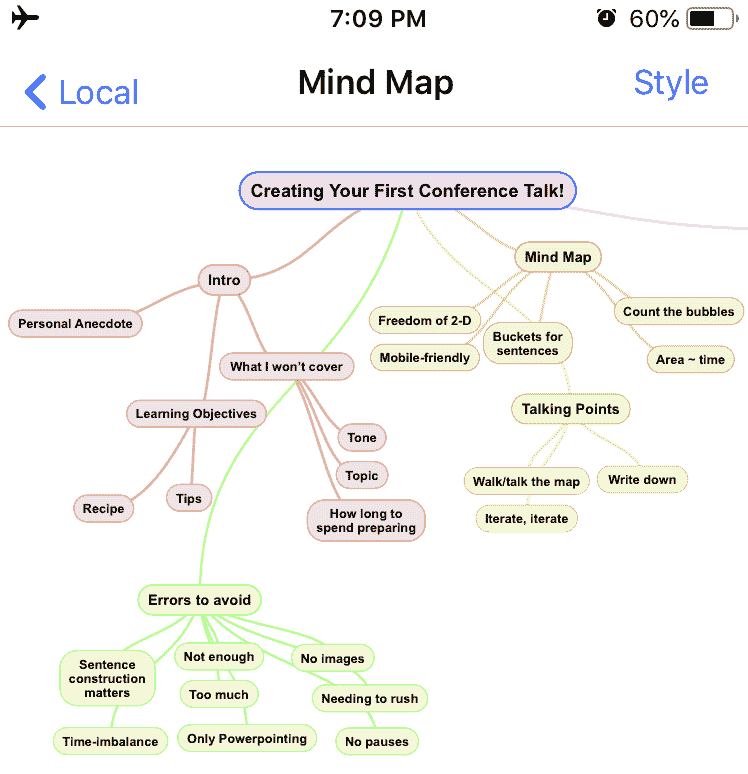 7:09 PM
60%
Local
Mind Map
Style
Creating Your First Conference Talk!
Intro
Personal Anecdote
What I won't cover
Learning Objectives
Tone
Topic
How long to
spend preparing
Recipe
Tips
Mind Map
Freedom of 2-D
Mobile-friendly
Buckets for
sentences
Count the bubbles
Area ~ time
Talking Points
Walk/talk the map
Write down
Iterate, iterate
Errors to avoid
Sentence
construction
matters
Not enough
No images
Too much
Needing to rush
Time-imbalance
Only Powerpointing
No pauses